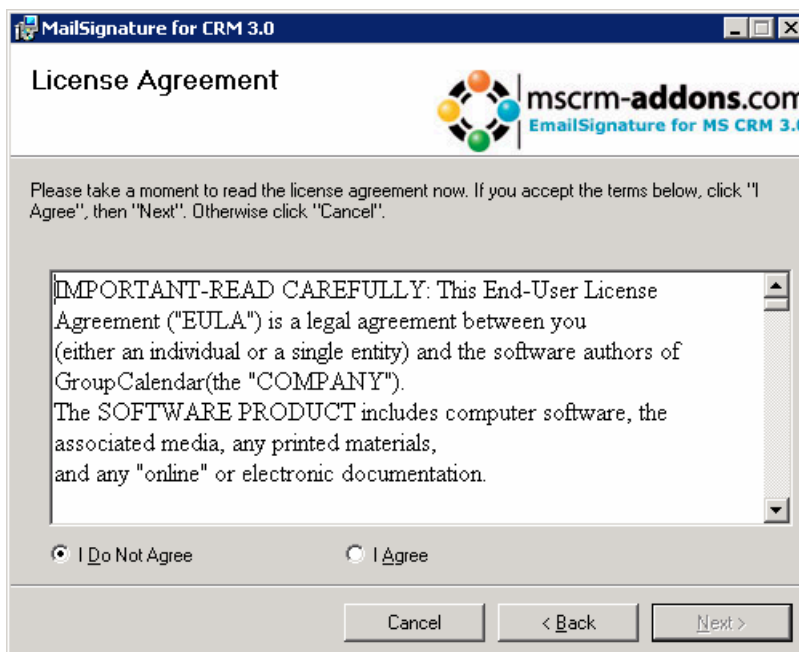 MailSignature for CRM 3.0
License Agreement
mscrm-addons.com
EmailSignature for MS CRM 3.0
Please take a moment to read the license agreement now. If you accept the terms below, click "I
Agree", then "Next". Otherwise click "Cancel".
IMPORTANT-READ CAREFULLY: This End-User License
Agreement ("EULA") is a legal agreement between you
(either an individual or a single entity) and the software authors of
GroupCalendar(the "COMPANY").
The SOFTWARE PRODUCT includes computer software, the
associated media, any printed materials,
and any "online" or electronic documentation.
I Do Not Agree
I Agree
Cancel
< Back
Next >